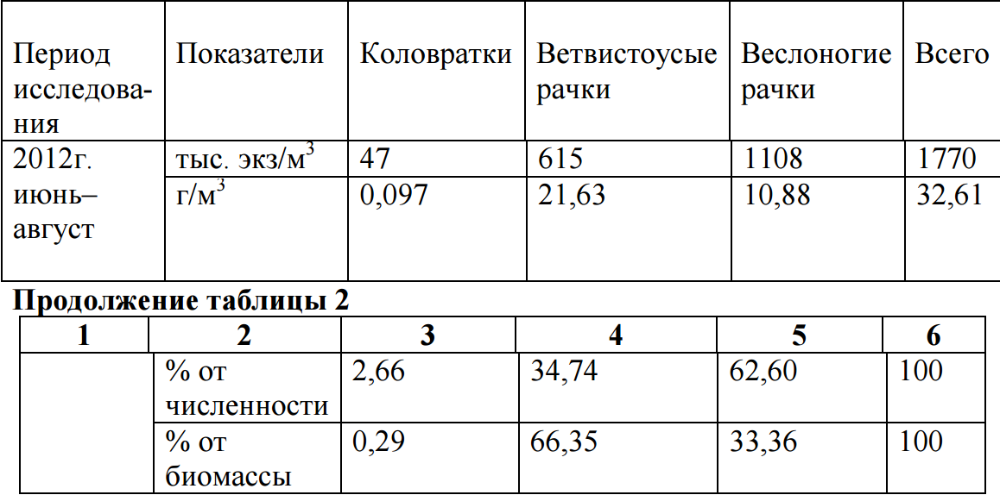 Период Показатели Коловратки Ветвистоусые Веслоногие Всего
исследова- рачки рачки
ния
2012г. тыс. экз/м³ 47 615 1108 1770
июнь– г/м³ 0,097 21,63 10,88 32,61
август
Продолжение таблицы 2
1 2 3 4 5 6
% от 2,66 34,74 62,60 100
численности
% от 0,29 66,35 33,36 100
биомассы